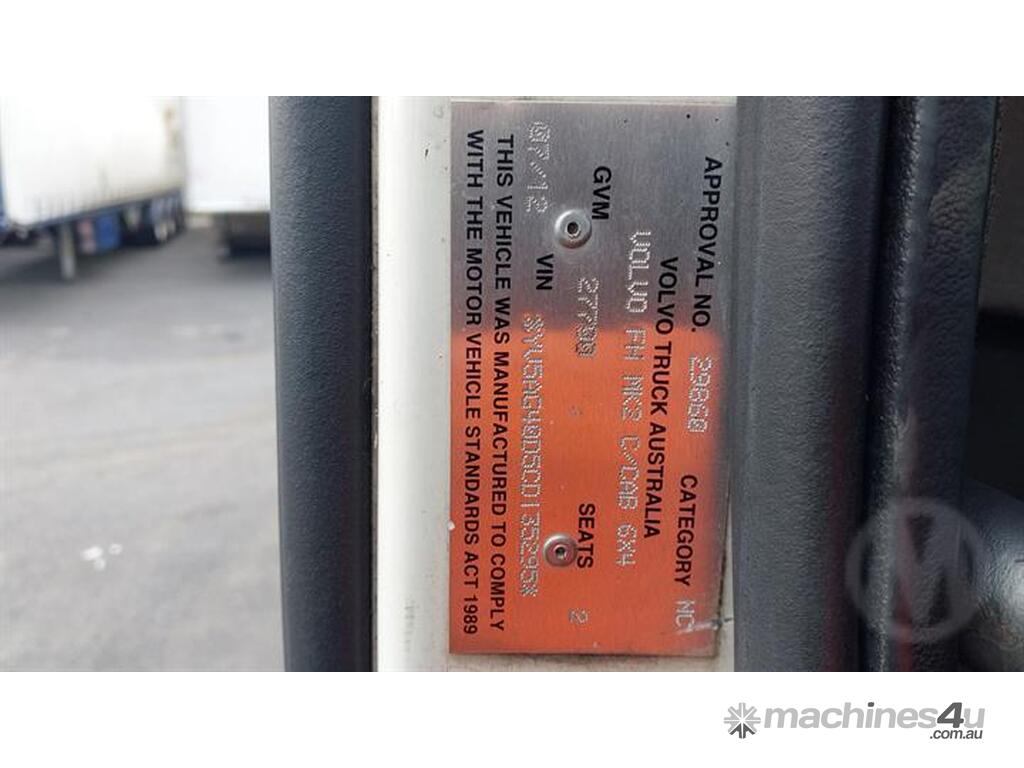 APPROVAL NO. 29860 CATEGORY NC
VOLVO TRUCK AUSTRALIA
VOLVO FH MK2 C/CAB 6X4
GVM 27700 SEATS 2
07/12 VIN *YV5AG40D5CD135295*
THIS VEHICLE WAS MANUFACTURED TO COMPLY
WITH THE MOTOR VEHICLE STANDARDS ACT 1989
machines4u
.com.au